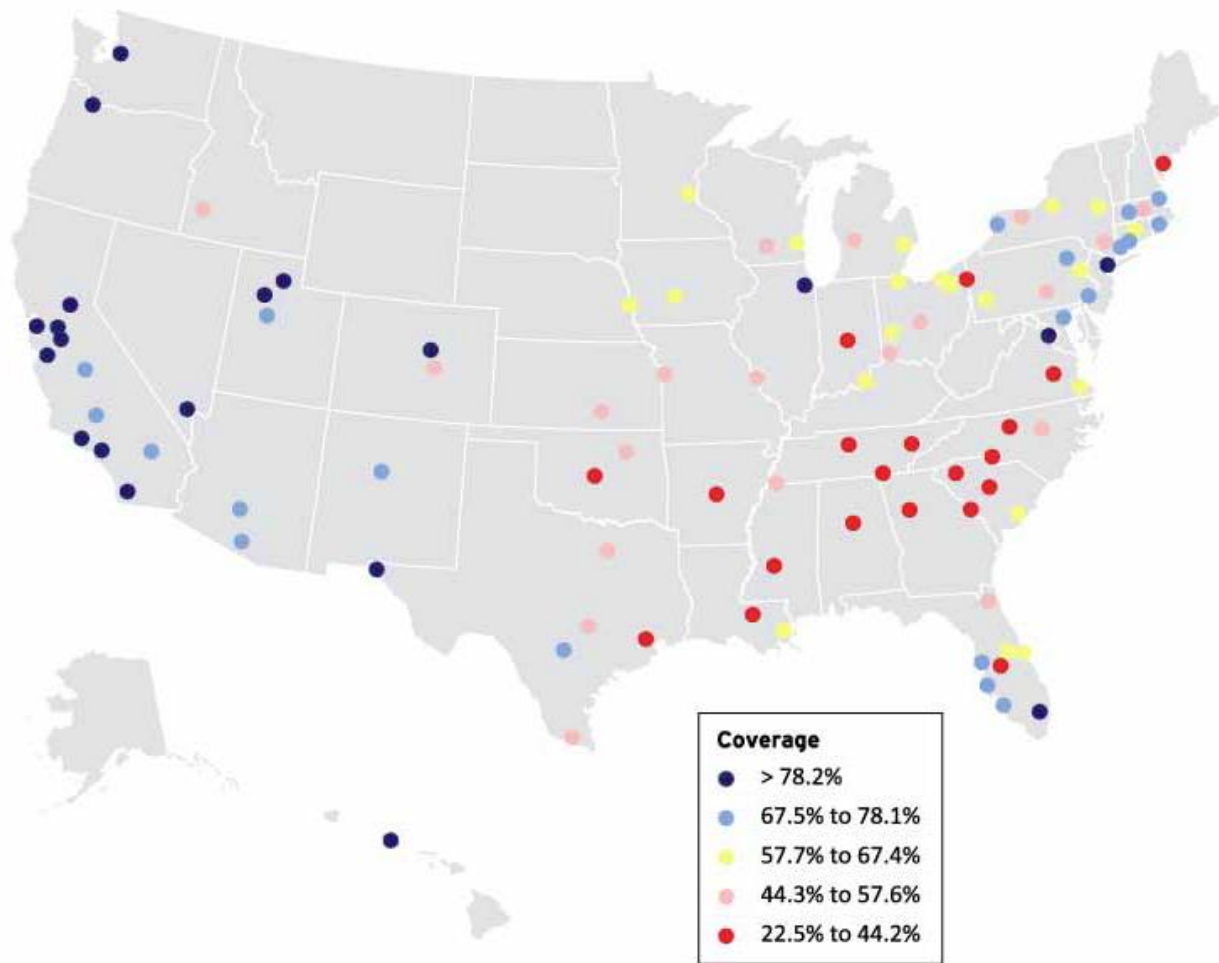 Coverage
> 78.2%
67.5% to 78.1%
57.7% to 67.4%
44.3% to 57.6%
22.5% to 44.2%